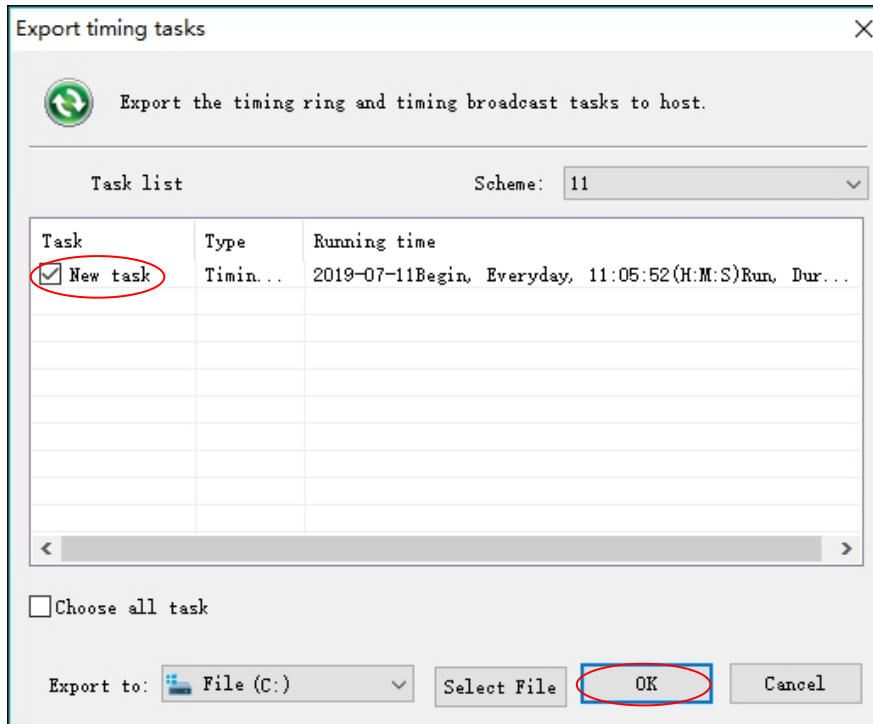 Export timing tasks
Export the timing ring and timing broadcast tasks to host.
Task list Scheme: 11
Task Type Running time
New task Timin... 2019-07-11Begin, Everyday, 11:05:52(H:M:S)Run, Dur...
Choose all task
Export to: File (C:) Select File OK Cancel